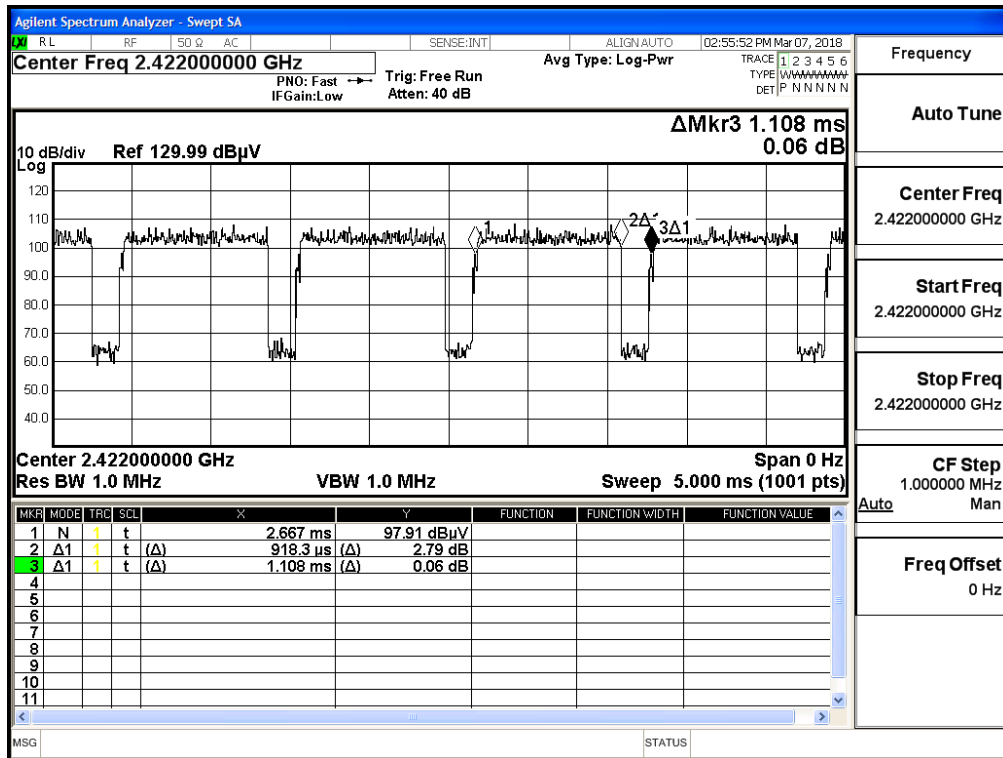 Agilent Spectrum Analyzer - Swept SA
LXI RL RF 50 Ω AC SENSE:INT ALIGNAUTO 02:55:52 PM Mar 07, 2018
Center Freq 2.422000000 GHz
PNO: Fast
IFGain:Low
Trig: Free Run
Atten: 40 dB
Avg Type: Log-Pwr
TRACE 1 2 3 4 5 6
TYPE
DET P N N N N N
ΔMkr3 1.108 ms
0.06 dB
10 dB/div Ref 129.99 dBµV
Log
120
110
100
90.0
80.0
70.0
60.0
50.0
40.0
1
2Δ1
3Δ1
Center 2.422000000 GHz Span 0 Hz
Res BW 1.0 MHz VBW 1.0 MHz Sweep 5.000 ms (1001 pts)
MKR MODE TRC SCL X Y FUNCTION FUNCTION WIDTH FUNCTION VALUE
1 N 1 t 2.667 ms 97.91 dBµV
2 Δ1 1 t (Δ) 918.3 µs (Δ) 2.79 dB
3 Δ1 1 t (Δ) 1.108 ms (Δ) 0.06 dB
4
5
6
7
8
9
10
11
MSG STATUS
Frequency
Auto Tune
Center Freq
2.422000000 GHz
Start Freq
2.422000000 GHz
Stop Freq
2.422000000 GHz
CF Step
1.000000 MHz
Auto Man
Freq Offset
0 Hz